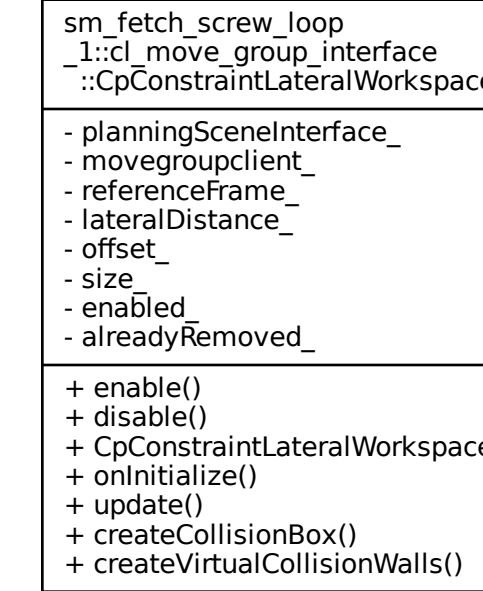 sm_fetch_screw_loop
_1::cl_move_group_interface
::CpConstraintLateralWorkspace
- planningSceneInterface_
- movegroupclient_
- referenceFrame_
- lateralDistance_
- offset_
- size_
- enabled_
- alreadyRemoved_
+ enable()
+ disable()
+ CpConstraintLateralWorkspace
+ onInitialize()
+ update()
+ createCollisionBox()
+ createVirtualCollisionWalls()